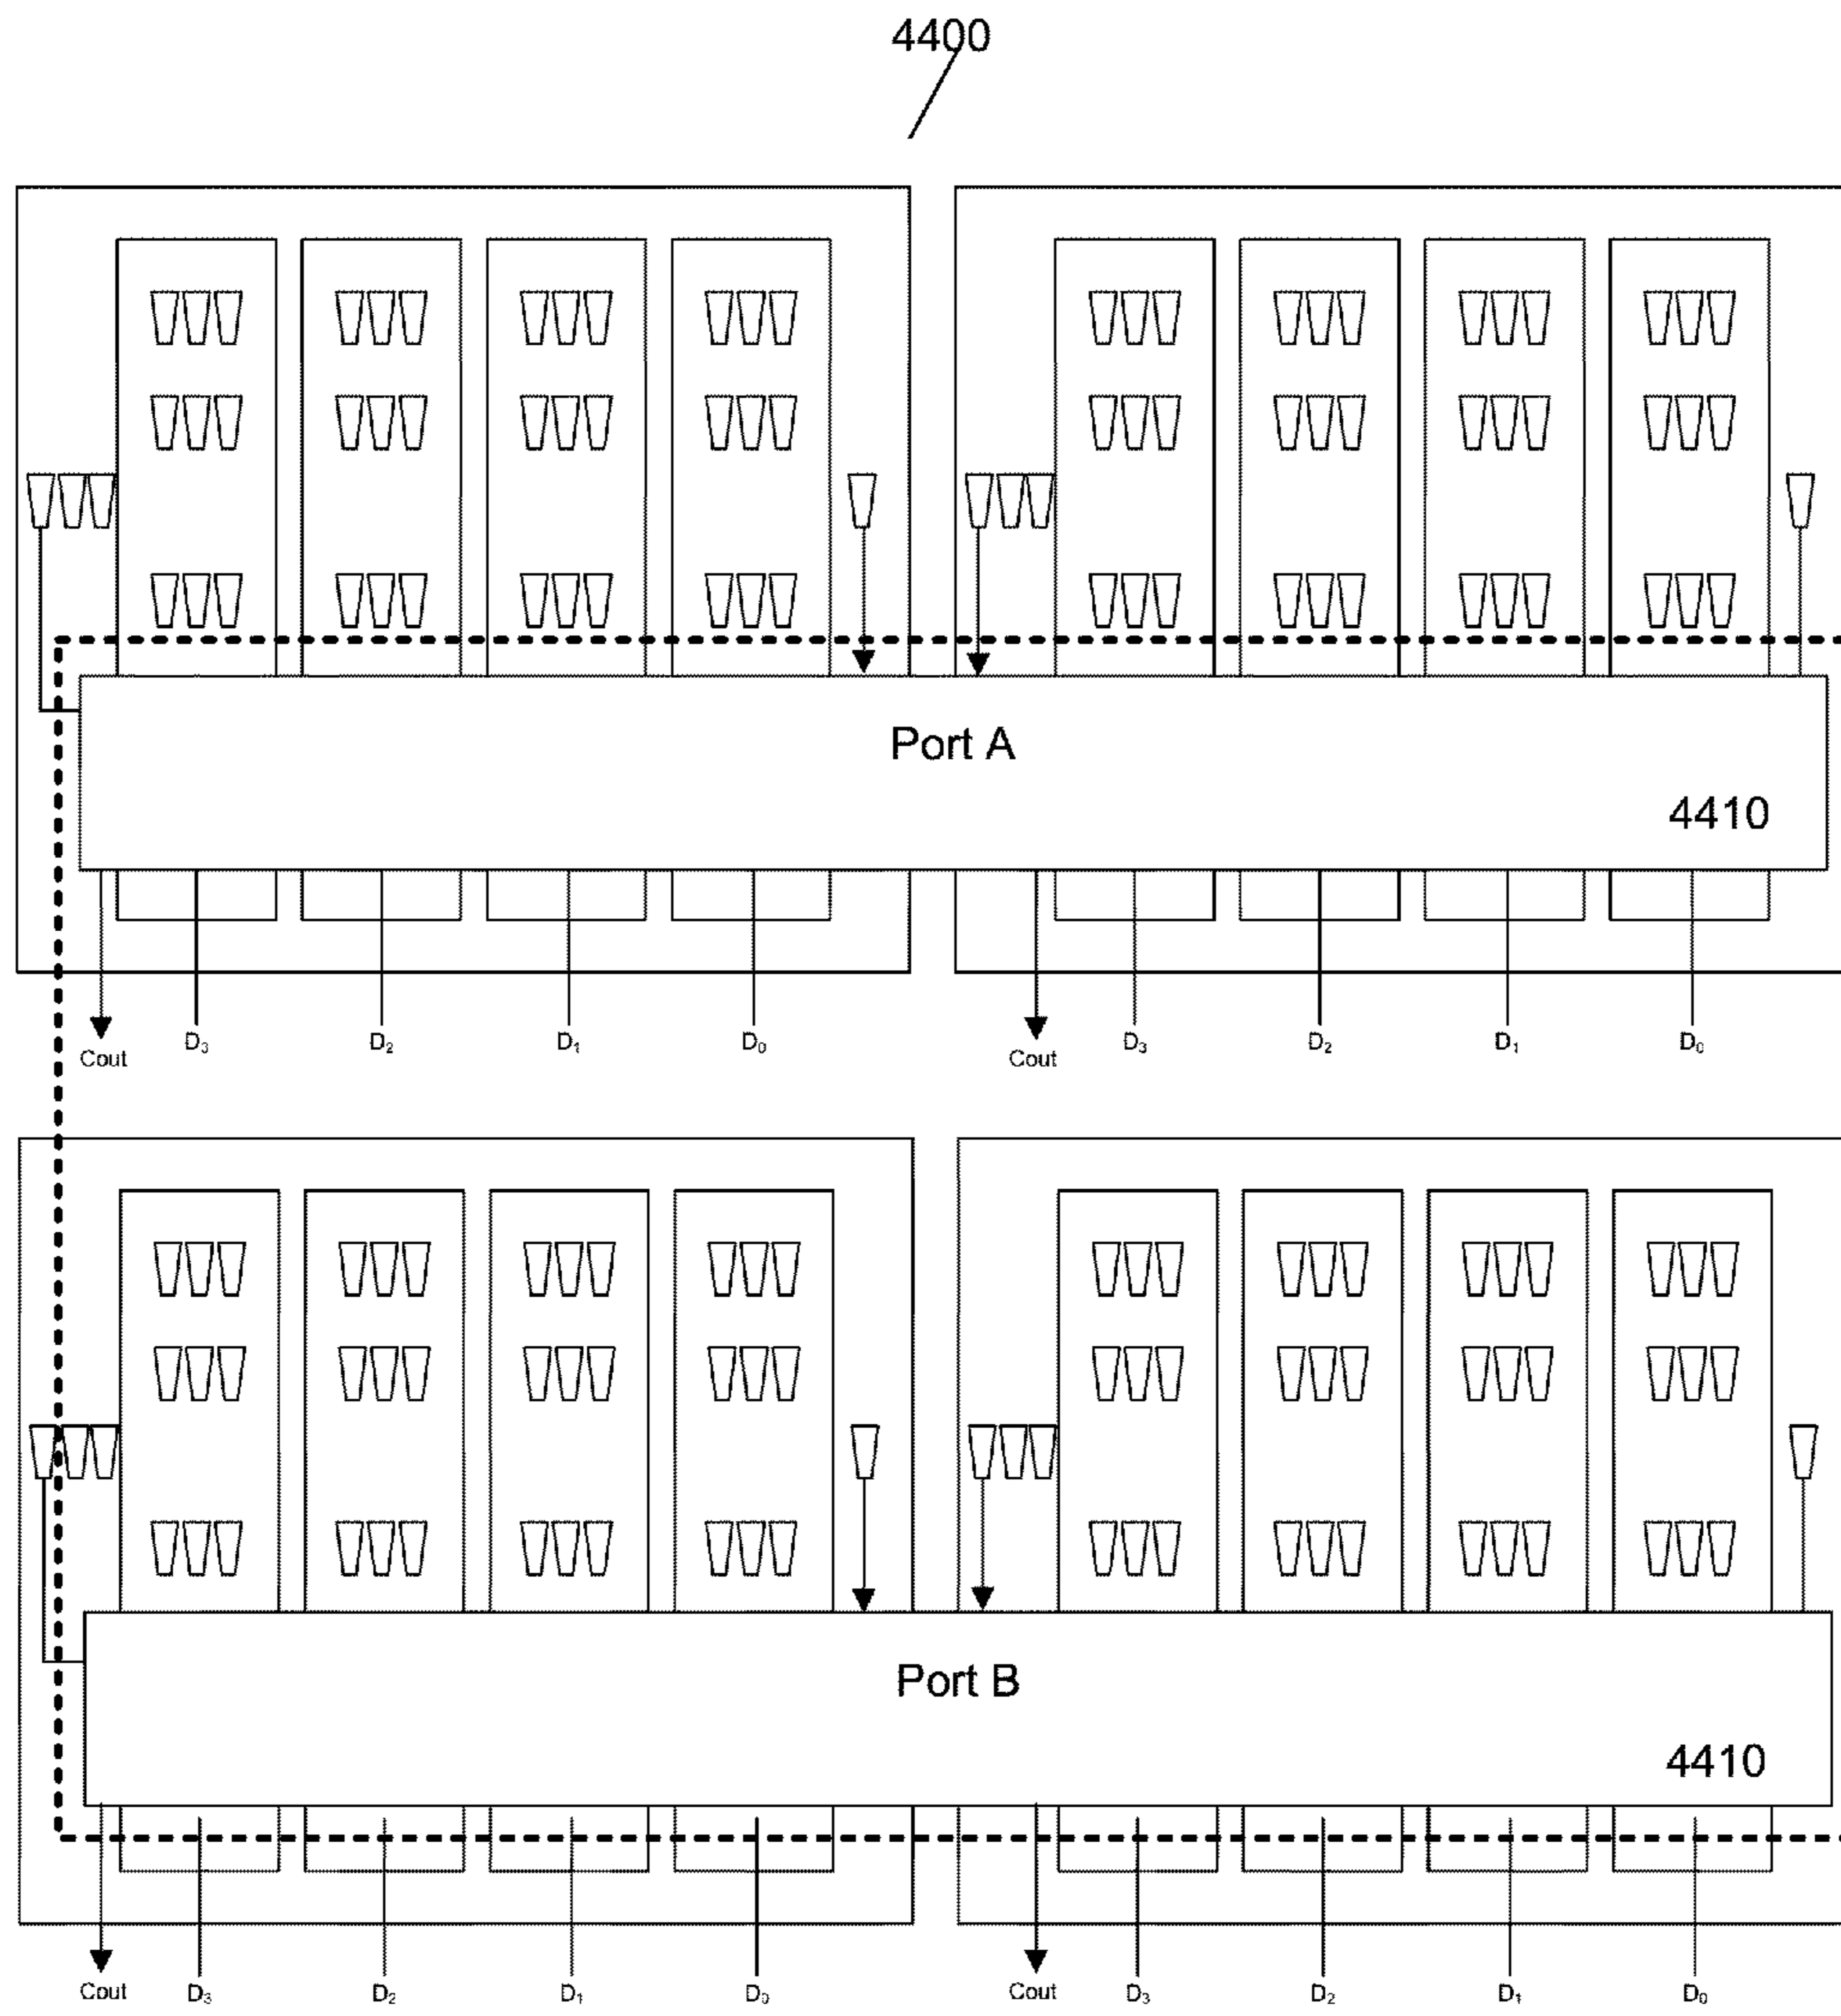 4400
Port A
4410
Cout D₃ D₂ D₁ D₀ Cout D₃ D₂ D₁ D₀
Port B
4410
Cout D₃ D₂ D₁ D₀ Cout D₃ D₂ D₁ D₀